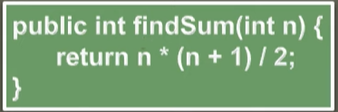 public int findSum(int n) {
return n * (n + 1) / 2;
}